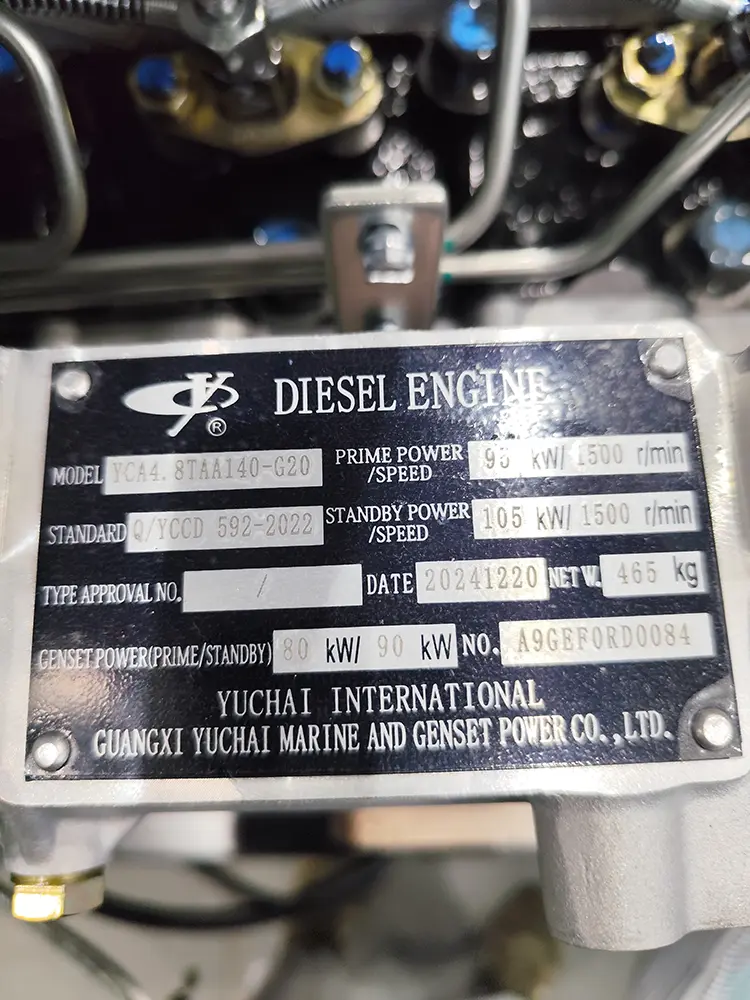 DIESEL ENGINE
®
MODEL YCA4.8TAA140-G20 PRIME POWER /SPEED 95 kW/ 1500 r/min
STANDARD Q/YCCD 592-2022 STANDBY POWER /SPEED 105 kW/ 1500 r/min
TYPE APPROVAL NO. / DATE 20241220 NET W. 465 kg
GENSET POWER(PRIME/STANDBY) 80 kW/ 90 kW NO. A9GEF0RD0084
YUCHAI INTERNATIONAL
GUANGXI YUCHAI MARINE AND GENSET POWER CO.,LTD.